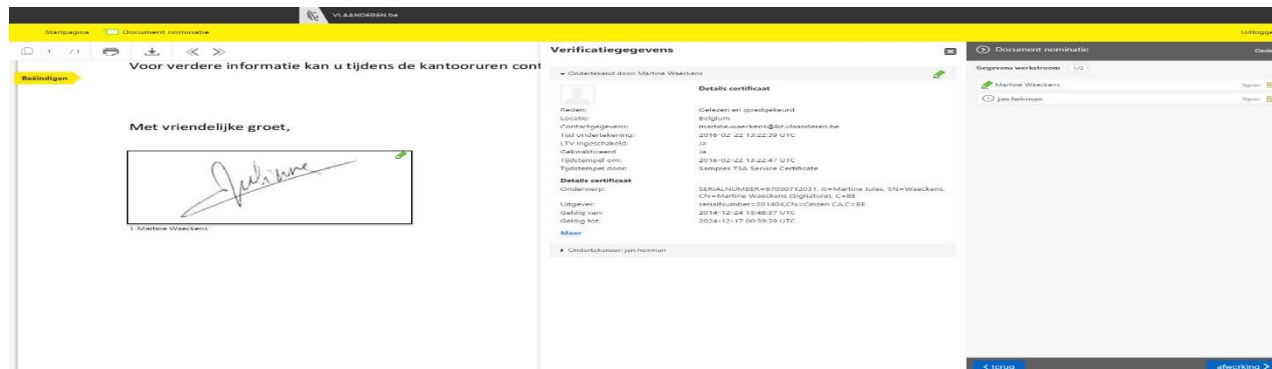 VLAANDEREN.be
Startpagina Document nominatie Uitlogge
1 / 1
Beëindigen
Voor verdere informatie kan u tijdens de kantooruren cont
Met vriendelijke groet,
1-Martine Waeckens
Verificatiegegevens
Ondertekend door: Martine Waeckens
Details certificaat
Reden: Gelezen en goedgekeurd
Locatie: Belgium
Contactgegevens:
Tijd ondertekening: 2016-02-22 13:22:39 UTC
LTV ingeschakeld: Ja
Gekwalificeerd Ja
Tijdstempel om: 2016-02-22 13:22:47 UTC
Tijdstempel door: Samples TSA Service Certificate
Details certificaat
Onderwerp: SERIALNUMBER=67030712031, G=Martine Jules, SN=Waeckens,
CN=Martine Waeckens (Signature), C=BE
Uitgever: serialNumber=201404,CN=Citizen CA,C=BE
Geldig van: 2014-12-24 13:48:37 UTC
Geldig tot: 2024-12-17 00:59:59 UTC
Meer
Ondertekenaar: jan.heirman
Document nominatie
Gegevens werkstroom 1/2
Martine Waeckens Signer
jan.heirman Signer
terug afwerking